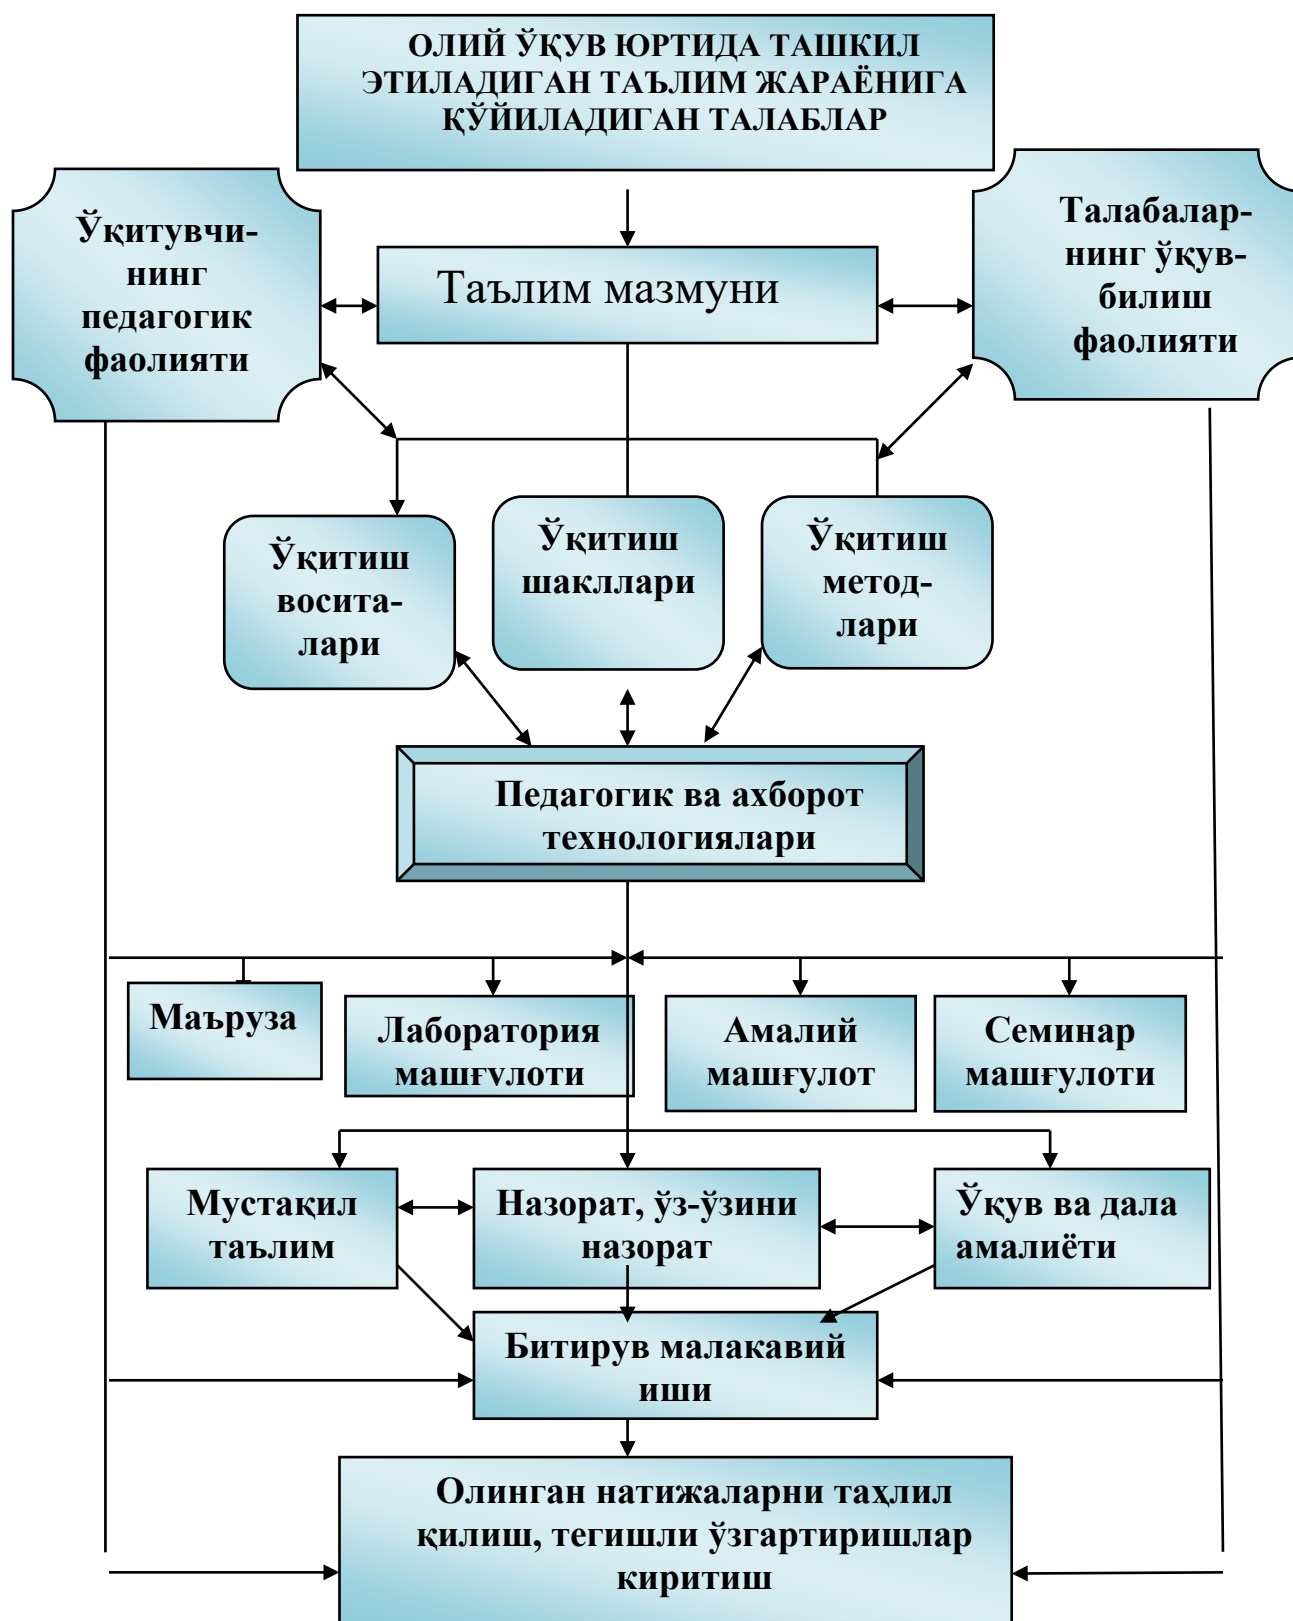 ОЛИЙ ЎҚУВ ЮРТИДА ТАШКИЛ
ЭТИЛАДИГАН ТАЪЛИМ ЖАРАЁНИГА
ҚЎЙИЛАДИГАН ТАЛАБЛАР
Ўқитувчи-
нинг
педагогик
фаолияти
Таълим мазмуни
Талабалар-
нинг ўқув-
билиш
фаолияти
Ўқитиш
восита-
лари
Ўқитиш
шакллари
Ўқитиш
метод-
лари
Педагогик ва ахборот
технологиялари
Маъруза
Лаборатория
машғулоти
Амалий
машғулот
Семинар
машғулоти
Мустақил
таълим
Назорат, ўз-ўзини
назорат
Ўқув ва дала
амалиёти
Битирув малакавий
иши
Олинган натижаларни таҳлил
қилиш, тегишли ўзгартиришлар
киритиш